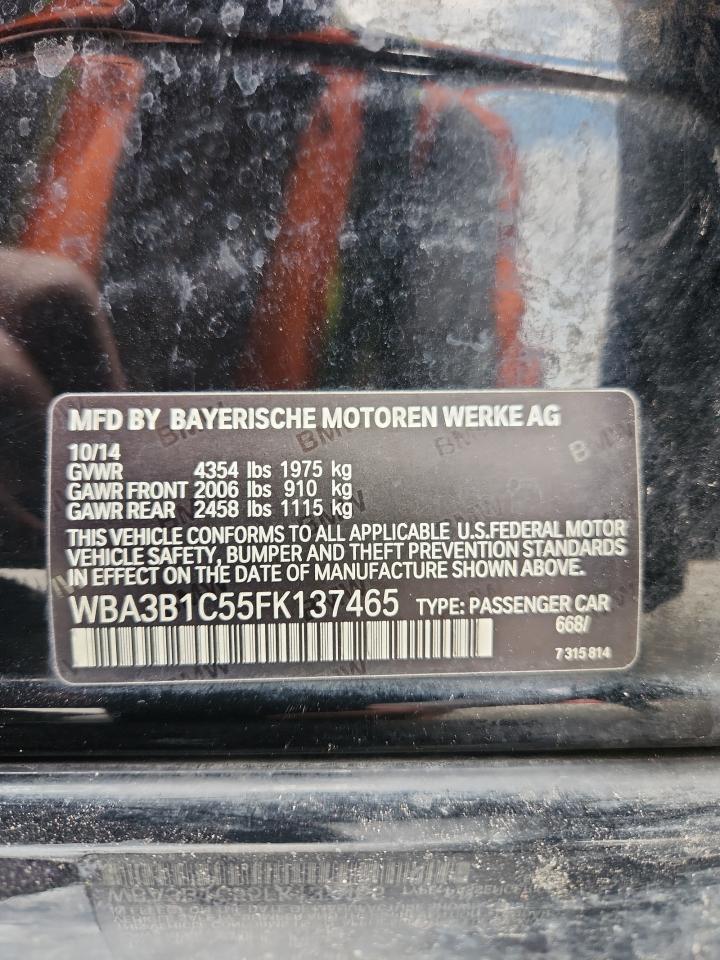 MFD BY BAYERISCHE MOTOREN WERKE AG
10/14
GVWR 4354 lbs 1975 kg
GAWR FRONT 2006 lbs 910 kg
GAWR REAR 2458 lbs 1115 kg
THIS VEHICLE CONFORMS TO ALL APPLICABLE U.S.FEDERAL MOTOR
VEHICLE SAFETY, BUMPER AND THEFT PREVENTION STANDARDS
IN EFFECT ON THE DATE OF MANUFACTURE SHOWN ABOVE.
WBA3B1C55FK137465 TYPE: PASSENGER CAR
668/
7 315 814